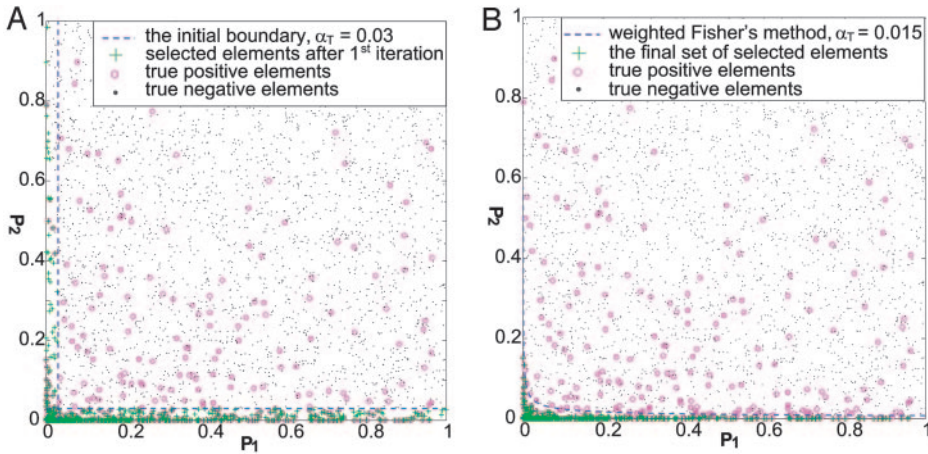 A
the initial boundary, α_T = 0.03
selected elements after 1st iteration
true positive elements
true negative elements
1
0.8
0.6
0.4
0.2
0
P2
0 0.2 0.4 0.6 0.8 1
P1
B
weighted Fisher's method, α_T = 0.015
the final set of selected elements
true positive elements
true negative elements
1
0.8
0.6
0.4
0.2
0
P2
0 0.2 0.4 0.6 0.8 1
P1